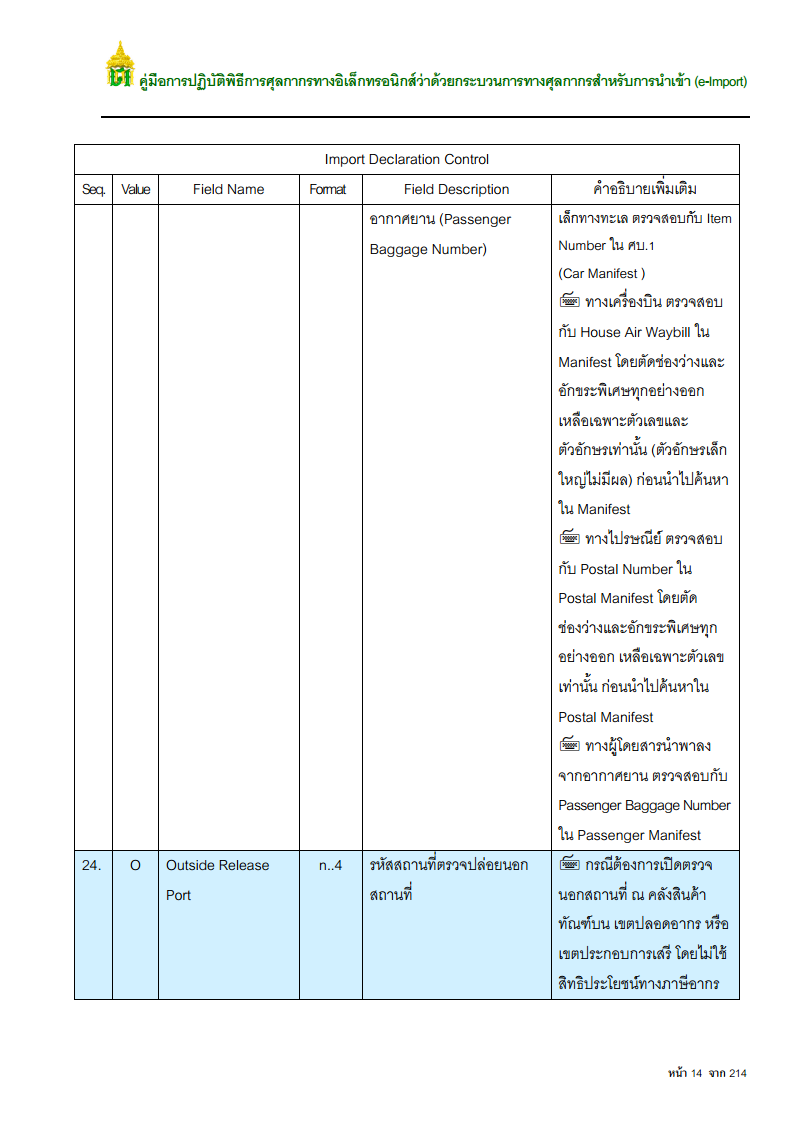 คู่มือการปฏิบัติพิธีการศุลกากรทางอิเล็กทรอนิกส์ว่าด้วยกระบวนการทางศุลกากรสำหรับการนำเข้า (e-Import)
Import Declaration Control
Seq. Value Field Name Format Field Description คำอธิบายเพิ่มเติม
อากาศยาน (Passenger
Baggage Number)
เล็กทางทะเล ตรวจสอบกับ Item
Number ใน ศบ.1
(Car Manifest )
ทางเครื่องบิน ตรวจสอบ
กับ House Air Waybill ใน
Manifest โดยตัดช่องว่างและ
อักขระพิเศษทุกอย่างออก
เหลือเฉพาะตัวเลขและ
ตัวอักษรเท่านั้น (ตัวอักษรเล็ก
ใหญ่ไม่มีผล) ก่อนนำไปค้นหา
ใน Manifest
ทางไปรษณีย์ ตรวจสอบ
กับ Postal Number ใน
Postal Manifest โดยตัด
ช่องว่างและอักขระพิเศษทุก
อย่างออก เหลือเฉพาะตัวเลข
เท่านั้น ก่อนนำไปค้นหาใน
Postal Manifest
ทางผู้โดยสารนำพาลง
จากอากาศยาน ตรวจสอบกับ
Passenger Baggage Number
ใน Passenger Manifest
24. O Outside Release n..4 รหัสสถานที่ตรวจปล่อยนอก
Port สถานที่
กรณีต้องการเปิดตรวจ
นอกสถานที่ ณ คลังสินค้า
ทัณฑ์บน เขตปลอดอากร หรือ
เขตประกอบการเสรี โดยไม่ใช้
สิทธิประโยชน์ทางภาษีอากร
หน้า 14 จาก 214